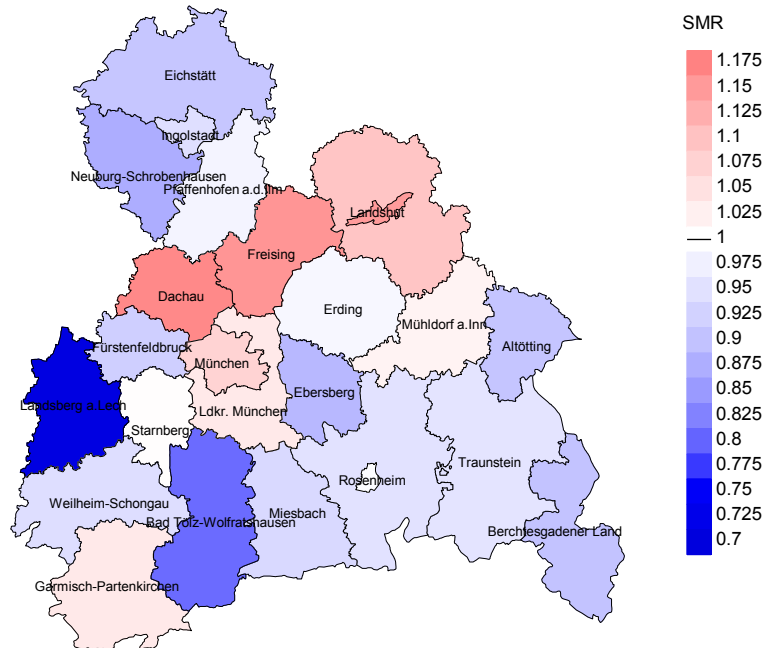 SMR
Eichstätt
Ingolstadt
Neuburg-Schrobenhausen
Pfaffenhofen a.d.Ilm
Landshut
Freising
Dachau
Erding
Mühldorf a.Inn
Altötting
Fürstenfeldbruck
München
Ebersberg
Landsberg a.Lech
Ldkr. München
Starnberg
Traunstein
Rosenheim
Weilheim-Schongau
Miesbach
Bad Tölz-Wolfratshausen
Berchtesgadener Land
Garmisch-Partenkirchen
1.175
1.15
1.125
1.1
1.075
1.05
1.025
1
0.975
0.95
0.925
0.9
0.875
0.85
0.825
0.8
0.775
0.75
0.725
0.7